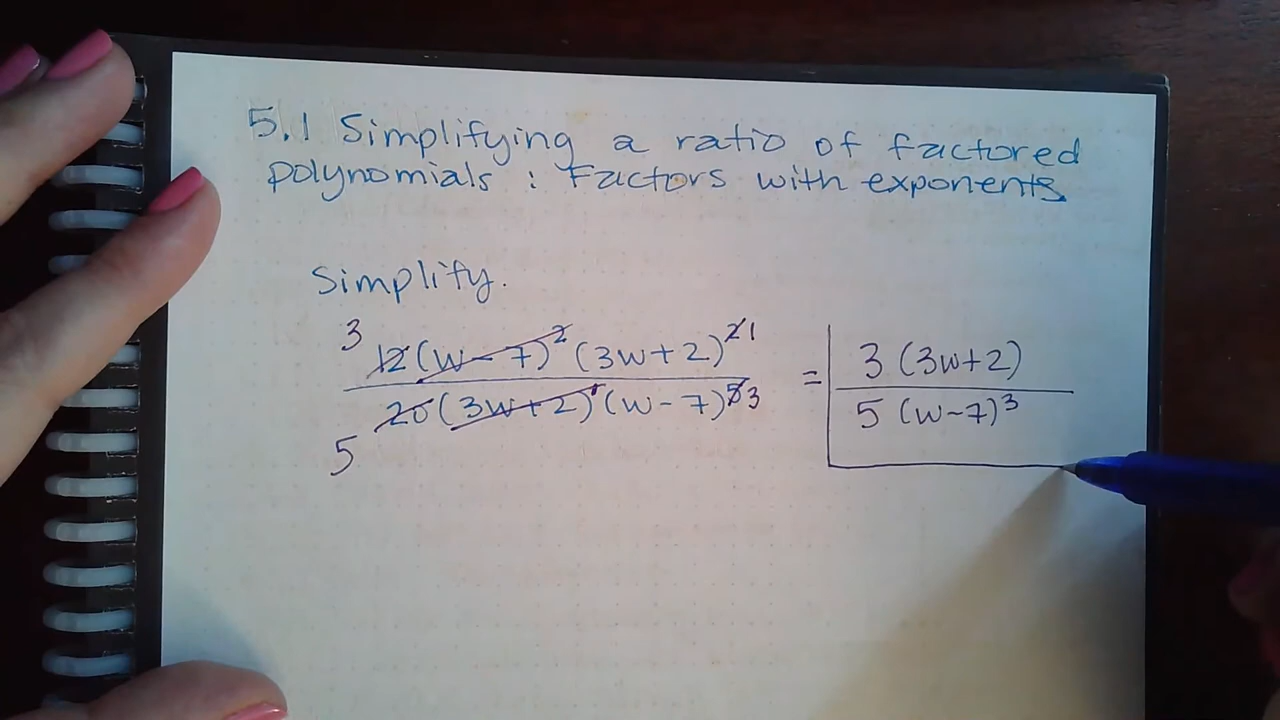 5.1 Simplifying a ratio of factored
polynomials : Factors with exponents
Simplify.
3 12(w-7)² (3w+2)² 1
20(3w+2)¹(w-7)⁵ 3
5
=
3 (3w+2)
5 (w-7)³